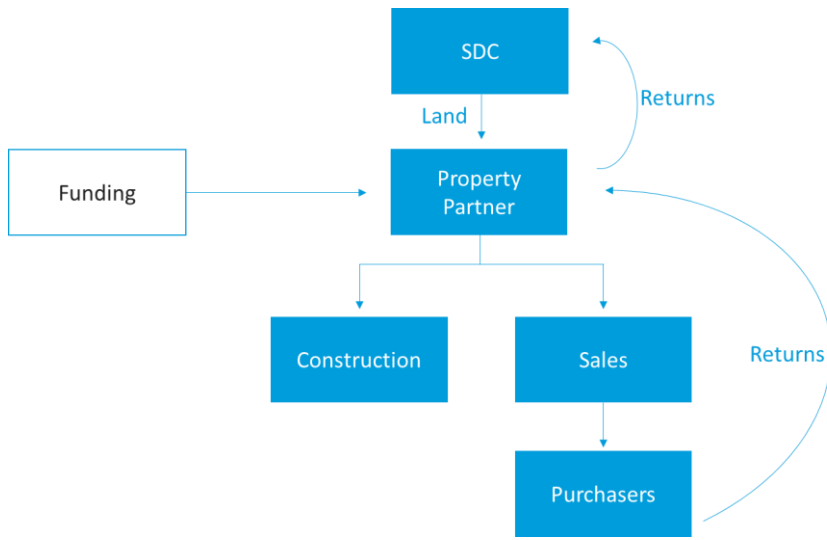 SDC
Returns
Land
Funding
Property
Partner
Construction
Sales
Returns
Purchasers